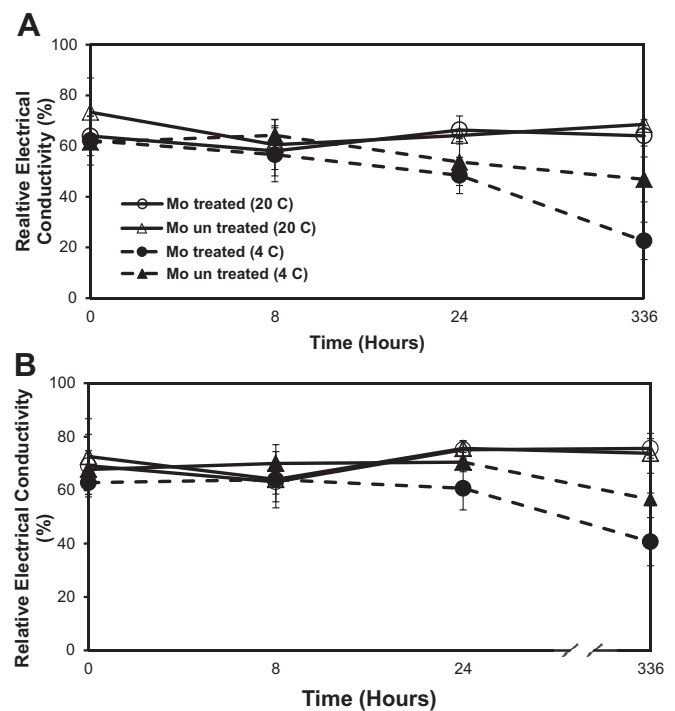 A
100
80
60
40
20
0
Realtive Electrical
Conductivity (%)
Mo treated (20 C)
Mo un treated (20 C)
Mo treated (4 C)
Mo un treated (4 C)
0 8 24 336
Time (Hours)
B
100
80
60
40
20
0
Relative Electrical Conductivity
(%)
0 8 24 336
Time (Hours)